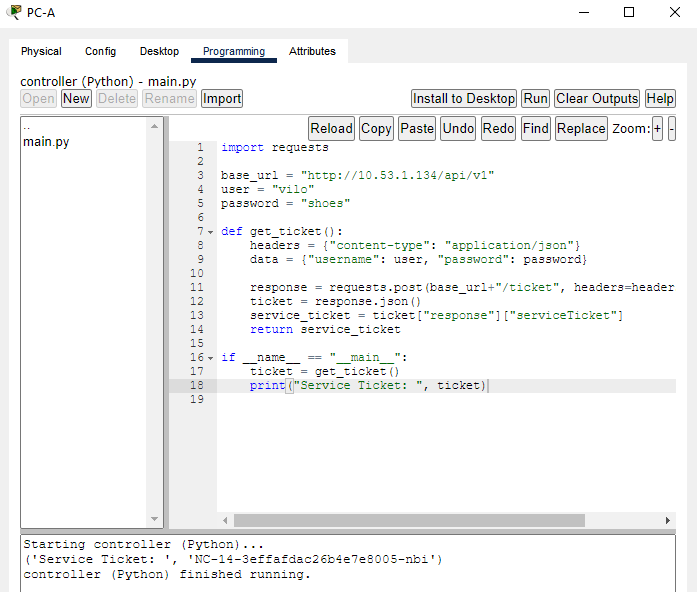 PC-A
Physical Config Desktop Programming Attributes
controller (Python) - main.py
Open New Delete Rename Import Install to Desktop Run Clear Outputs Help
Reload Copy Paste Undo Redo Find Replace Zoom: + -
..
main.py
1 import requests
2
3 base_url = "http://10.53.1.134/api/v1"
4 user = "vilo"
5 password = "shoes"
6
7 def get_ticket():
8     headers = {"content-type": "application/json"}
9     data = {"username": user, "password": password}
10
11     response = requests.post(base_url+"/ticket", headers=header
12     ticket = response.json()
13     service_ticket = ticket["response"]["serviceTicket"]
14     return service_ticket
15
16 if __name__ == "__main__":
17     ticket = get_ticket()
18     print("Service Ticket: ", ticket)
19
Starting controller (Python)...
('Service Ticket: ', 'NC-14-3effafdac26b4e7e8005-nbi')
controller (Python) finished running.